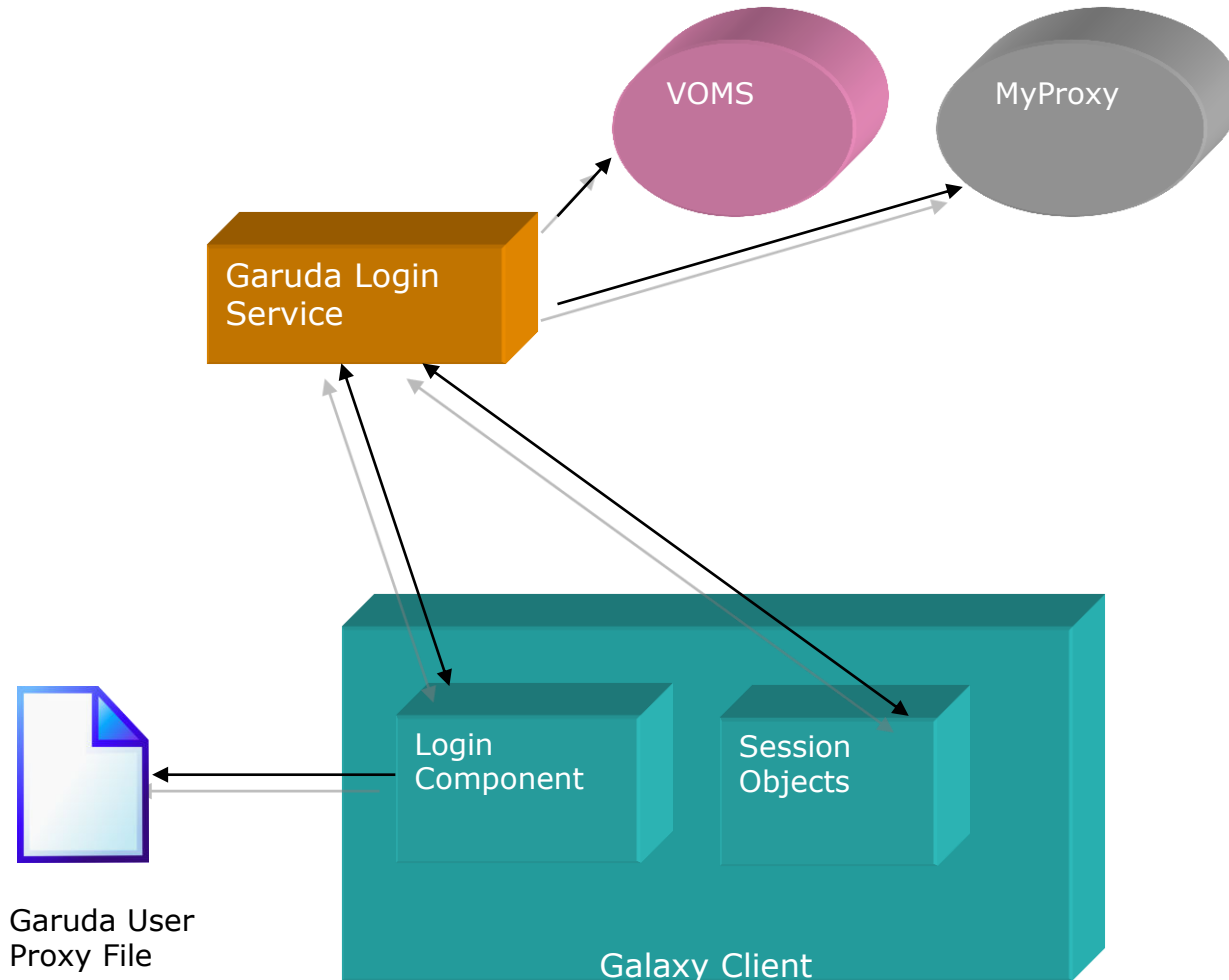 VOMS
MyProxy
Garuda Login
Service
Login
Component
Session
Objects
Garuda User
Proxy File
Galaxy Client